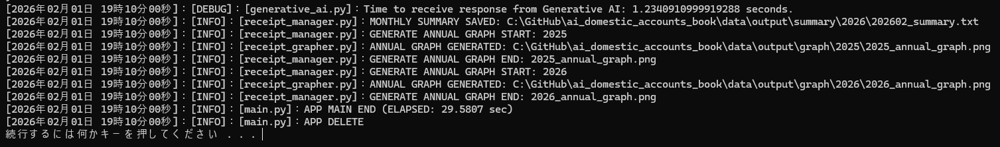 [2026年02月01日 19時10分00秒]：[DEBUG]：[generative_ai.py]：Time to receive response from Generative AI: 1.2340910999919288 seconds.
[2026年02月01日 19時10分00秒]：[INFO]：[receipt_manager.py]：MONTHLY SUMMARY SAVED: C:\GitHub\ai_domestic_accounts_book\data\output\summary\2026\202602_summary.txt
[2026年02月01日 19時10分00秒]：[INFO]：[receipt_manager.py]：GENERATE ANNUAL GRAPH START: 2025
[2026年02月01日 19時10分00秒]：[INFO]：[receipt_grapher.py]：ANNUAL GRAPH GENERATED: C:\GitHub\ai_domestic_accounts_book\data\output\graph\2025\2025_annual_graph.png
[2026年02月01日 19時10分00秒]：[INFO]：[receipt_manager.py]：GENERATE ANNUAL GRAPH END: 2025_annual_graph.png
[2026年02月01日 19時10分00秒]：[INFO]：[receipt_manager.py]：GENERATE ANNUAL GRAPH START: 2026
[2026年02月01日 19時10分00秒]：[INFO]：[receipt_grapher.py]：ANNUAL GRAPH GENERATED: C:\GitHub\ai_domestic_accounts_book\data\output\graph\2026\2026_annual_graph.png
[2026年02月01日 19時10分00秒]：[INFO]：[receipt_manager.py]：GENERATE ANNUAL GRAPH END: 2026_annual_graph.png
[2026年02月01日 19時10分00秒]：[INFO]：[main.py]：APP MAIN END (ELAPSED: 29.5807 sec)
[2026年02月01日 19時10分00秒]：[INFO]：[main.py]：APP DELETE
続行するには何かキーを押してください . . .